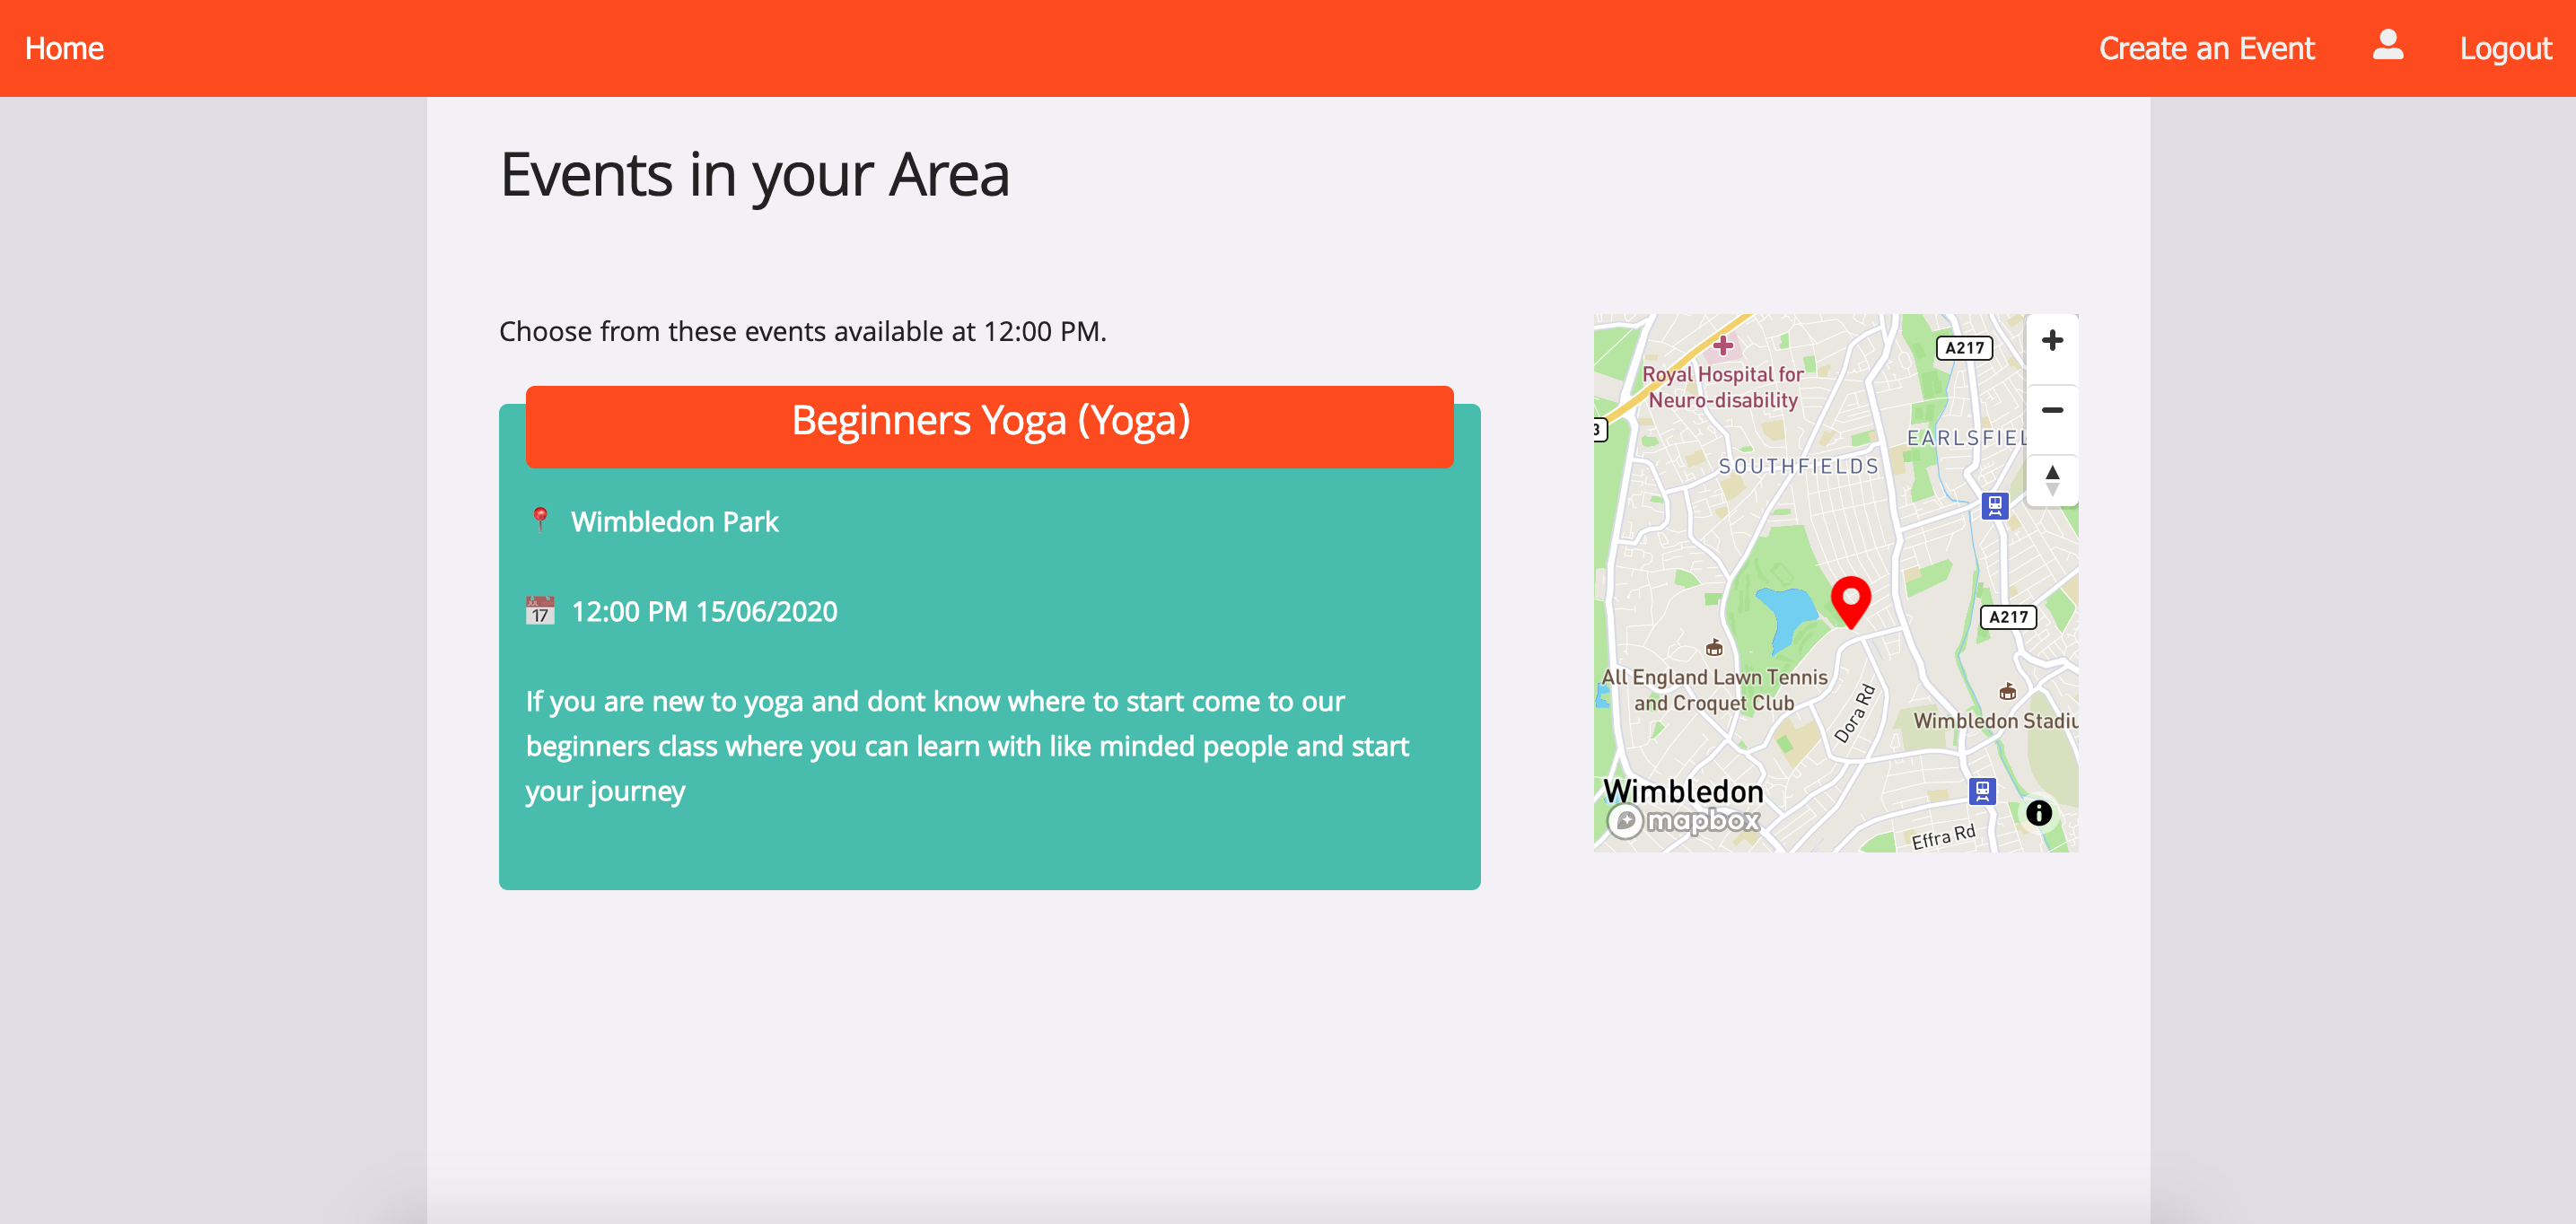 Home
Create an Event
Logout
Events in your Area
Choose from these events available at 12:00 PM.
Beginners Yoga (Yoga)
Wimbledon Park
17
12:00 PM 15/06/2020
If you are new to yoga and dont know where to start come to our
beginners class where you can learn with like minded people and start
your journey
A217
Royal Hospital for
Neuro-disability
3
EARLSFIEL
SOUTHFIELDS
A217
All England Lawn Tennis
and Croquet Club
Dora Rd
Wimbledon Stadiu
Wimbledon
mapbox
Effra Rd